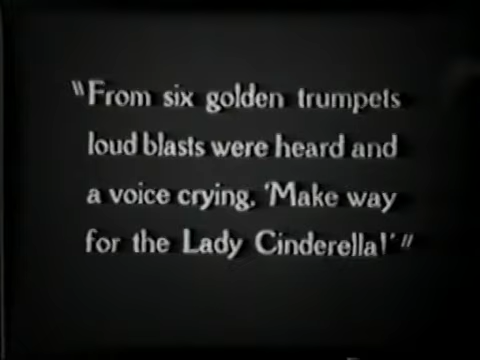 "From six golden trumpets
loud blasts were heard and
a voice crying, 'Make way
for the Lady Cinderella!'"